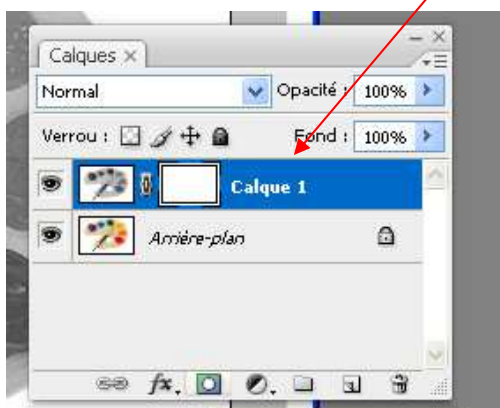 Calques ×
Normal Opacité : 100%
Verrou : Fond : 100%
Calque 1
Arrière-plan
fx.